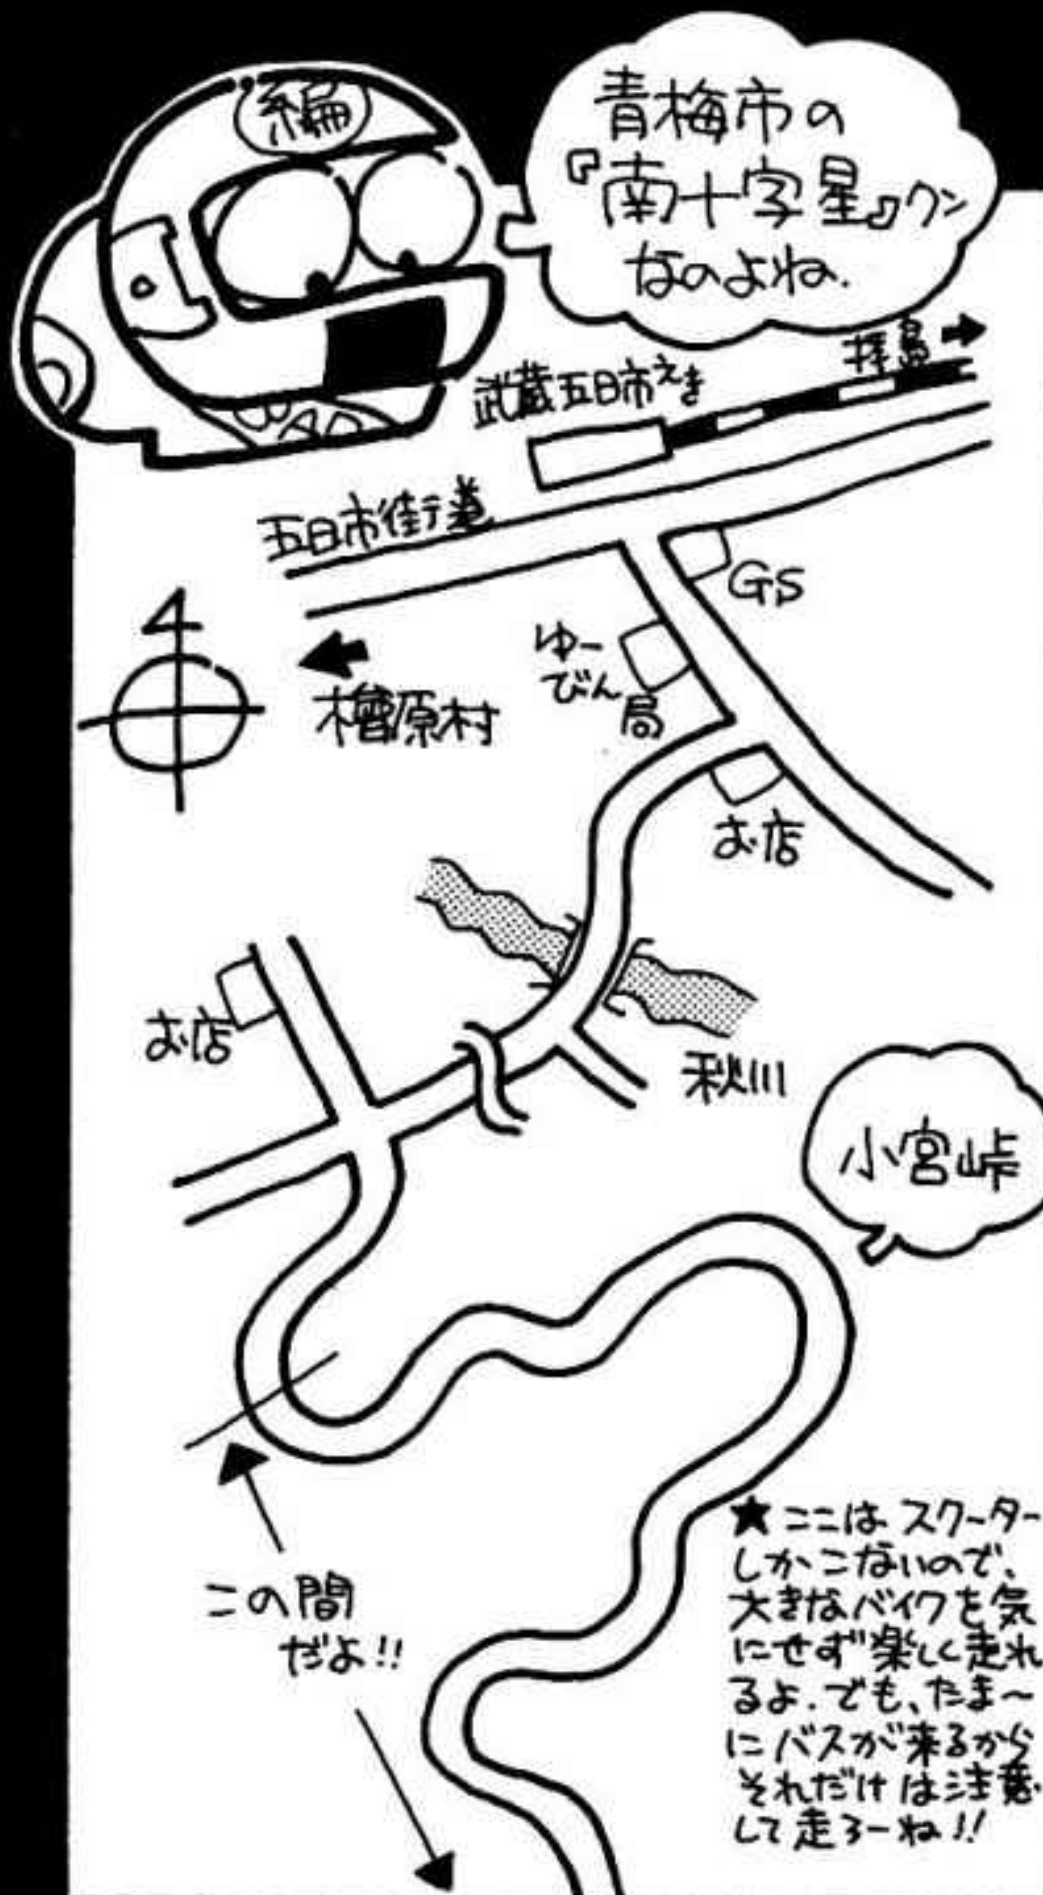 編
青梅市の
『南十字星』クン
なのよね.
拝島
武蔵五日市えき
五日市街道
GS
4
ゆー
びん
局
檜原村
お店
お店
秋川
小宮峠
この間
だよ!!
★ここはスクーター
しかこないので、
大きなバイクを気
にせず楽しく走れ
るよ.でも、たま〜
にバスが来るから
それだけは注意
して走ろーね!!